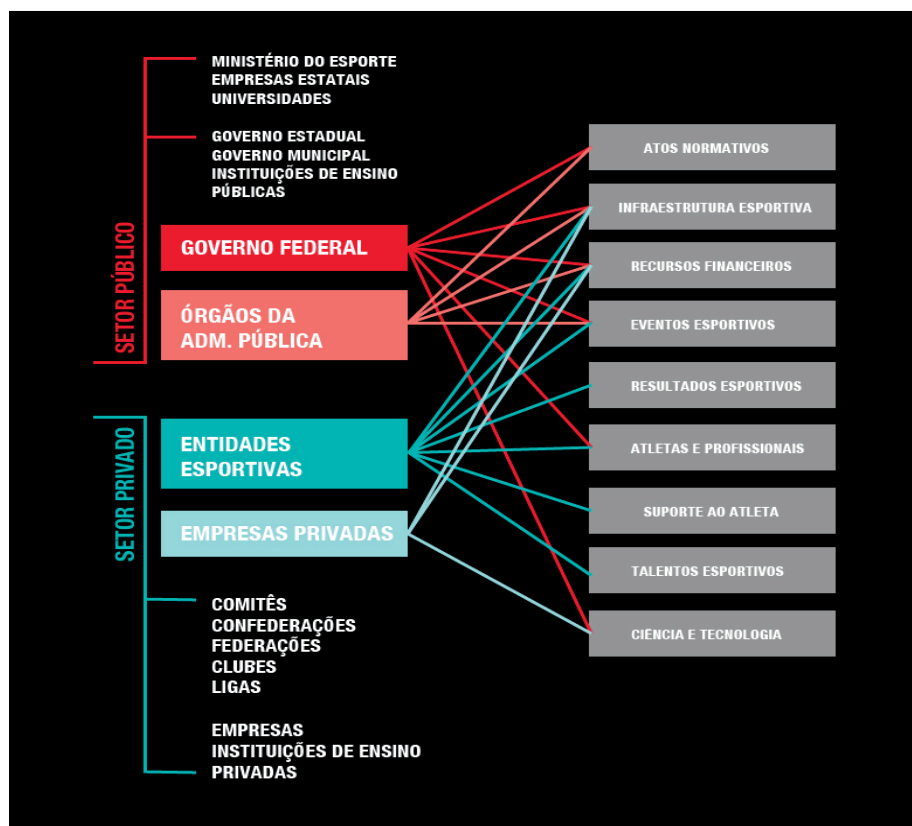 SETOR PÚBLICO
MINISTÉRIO DO ESPORTE
EMPRESAS ESTATAIS
UNIVERSIDADES
GOVERNO ESTADUAL
GOVERNO MUNICIPAL
INSTITUIÇÕES DE ENSINO
PÚBLICAS
GOVERNO FEDERAL
ÓRGÃOS DA
ADM. PÚBLICA
SETOR PRIVADO
ENTIDADES
ESPORTIVAS
EMPRESAS PRIVADAS
COMITÊS
CONFEDERAÇÕES
FEDERAÇÕES
CLUBES
LIGAS
EMPRESAS
INSTITUIÇÕES DE ENSINO
PRIVADAS
ATOS NORMATIVOS
INFRAESTRUTURA ESPORTIVA
RECURSOS FINANCEIROS
EVENTOS ESPORTIVOS
RESULTADOS ESPORTIVOS
ATLETAS E PROFISSIONAIS
SUPORTE AO ATLETA
TALENTOS ESPORTIVOS
CIÊNCIA E TECNOLOGIA